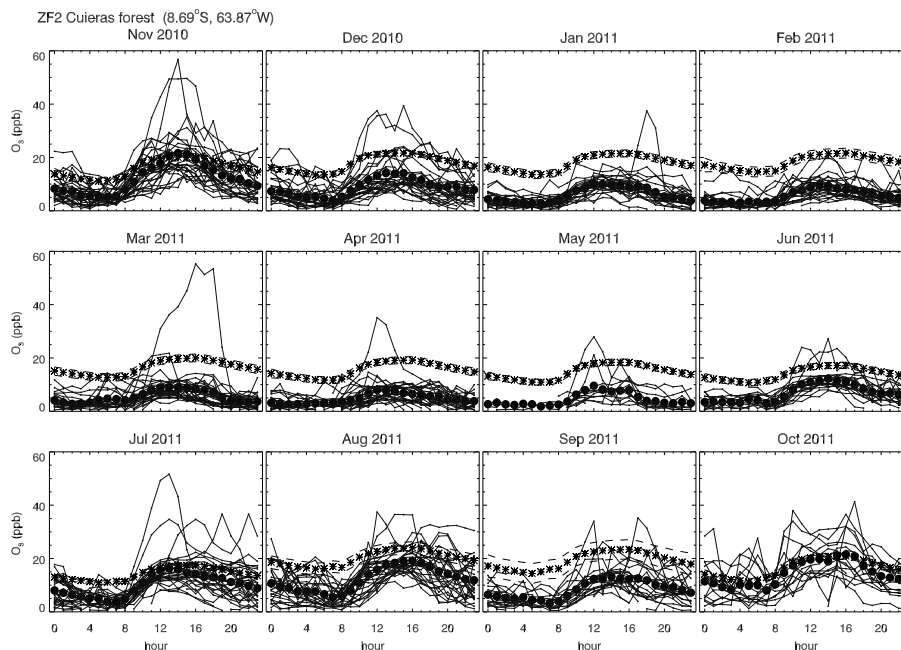 ZF2 Cuieras forest (8.69°S, 63.87°W)
Nov 2010 Dec 2010 Jan 2011 Feb 2011
60
40
20
0
O₃ (ppb)
Mar 2011 Apr 2011 May 2011 Jun 2011
60
40
20
0
O₃ (ppb)
Jul 2011 Aug 2011 Sep 2011 Oct 2011
60
40
20
0
O₃ (ppb)
0 4 8 12 16 20 0 4 8 12 16 20 0 4 8 12 16 20 0 4 8 12 16 20
hour hour hour hour